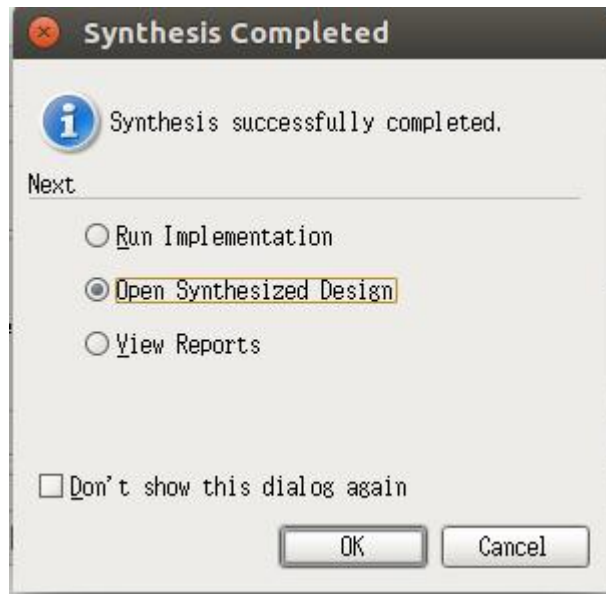 Synthesis Completed
Synthesis successfully completed.
Next
Run Implementation
Open Synthesized Design
View Reports
Don't show this dialog again
OK
Cancel